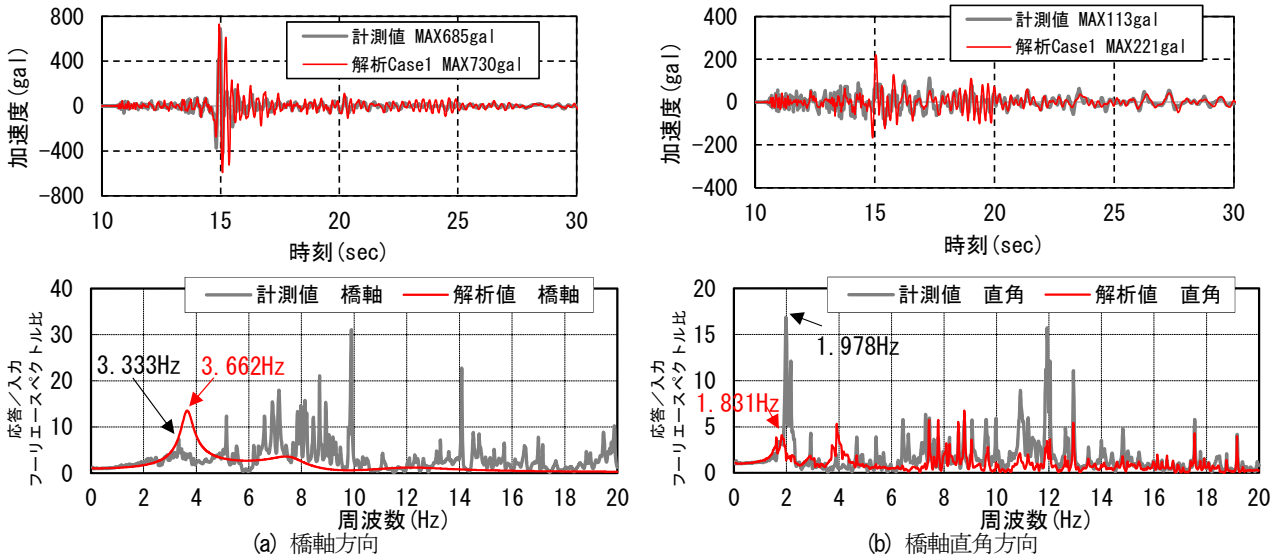 計測値 MAX685gal
解析Case1 MAX730gal
800
400
0
-400
-800
加速度(gal)
10 15 20 25 30
時刻(sec)
計測値 MAX113gal
解析Case1 MAX221gal
400
200
0
-200
-400
加速度(gal)
10 15 20 25 30
時刻(sec)
計測値 橋軸 解析値 橋軸
40
30
20
10
0
応答／入力
フーリエースペクトル比
3.333Hz
3.662Hz
0 2 4 6 8 10 12 14 16 18 20
周波数(Hz)
(a) 橋軸方向
計測値 直角 解析値 直角
20
15
10
5
0
応答／入力
フーリエースペクトル比
1.978Hz
1.831Hz
0 2 4 6 8 10 12 14 16 18 20
周波数(Hz)
(b) 橋軸直角方向